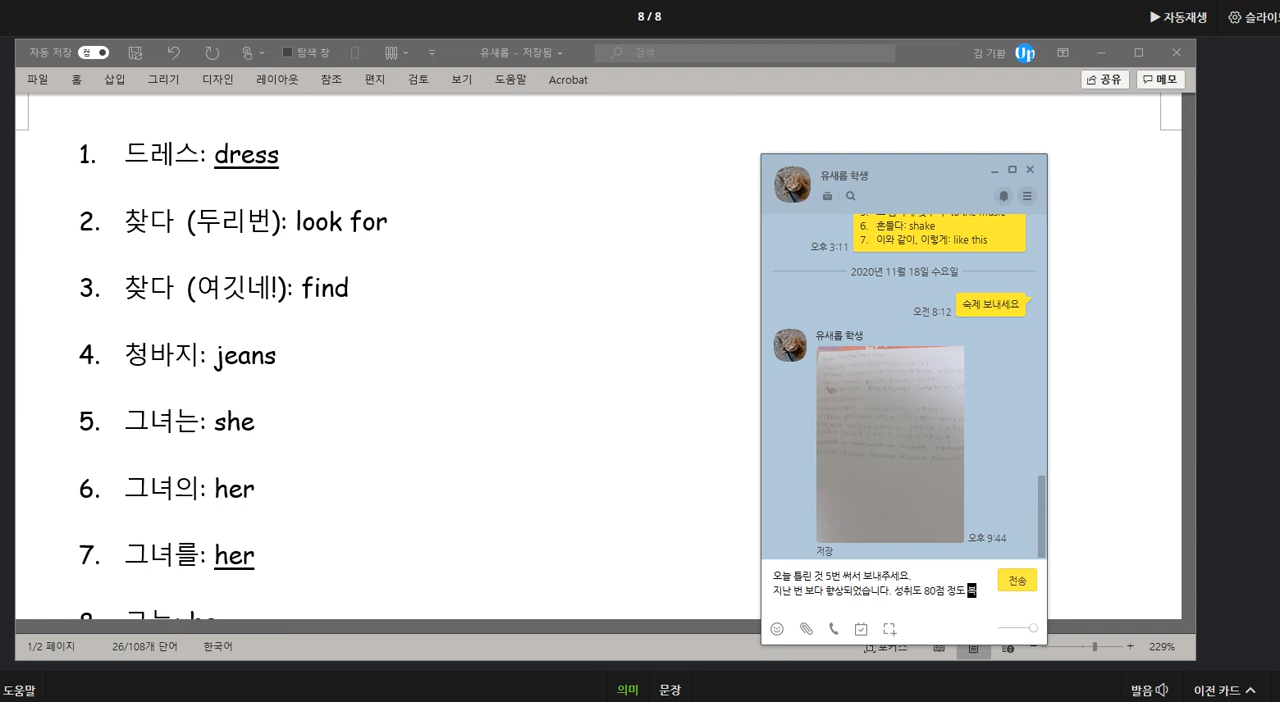 8 / 8
▶ 자동재생
슬라이드
자동 저장
탐색 창
유새롬 - 저장됨
검색
김 기환
Up
파일 홈 삽입 그리기 디자인 레이아웃 참조 편지 검토 보기 도움말 Acrobat
공유
메모
1. 드레스: dress
2. 찾다 (두리번): look for
3. 찾다 (여깃네!): find
4. 청바지: jeans
5. 그녀는: she
6. 그녀의: her
7. 그녀를: her
유새롬 학생
6. 흔들다: shake
7. 이와 같이, 이렇게: like this
오후 3:11
2020년 11월 18일 수요일
숙제 보내세요
오전 8:12
유새롬 학생
오후 9:44
저장
오늘 틀린 것 5번 써서 보내주세요.
지난 번 보다 향상되었습니다. 성취도 80점 정도
전송
1/2 페이지
26/108개 단어
한국어
포커스
229%
도움말
의미
문장
발음
이전 카드